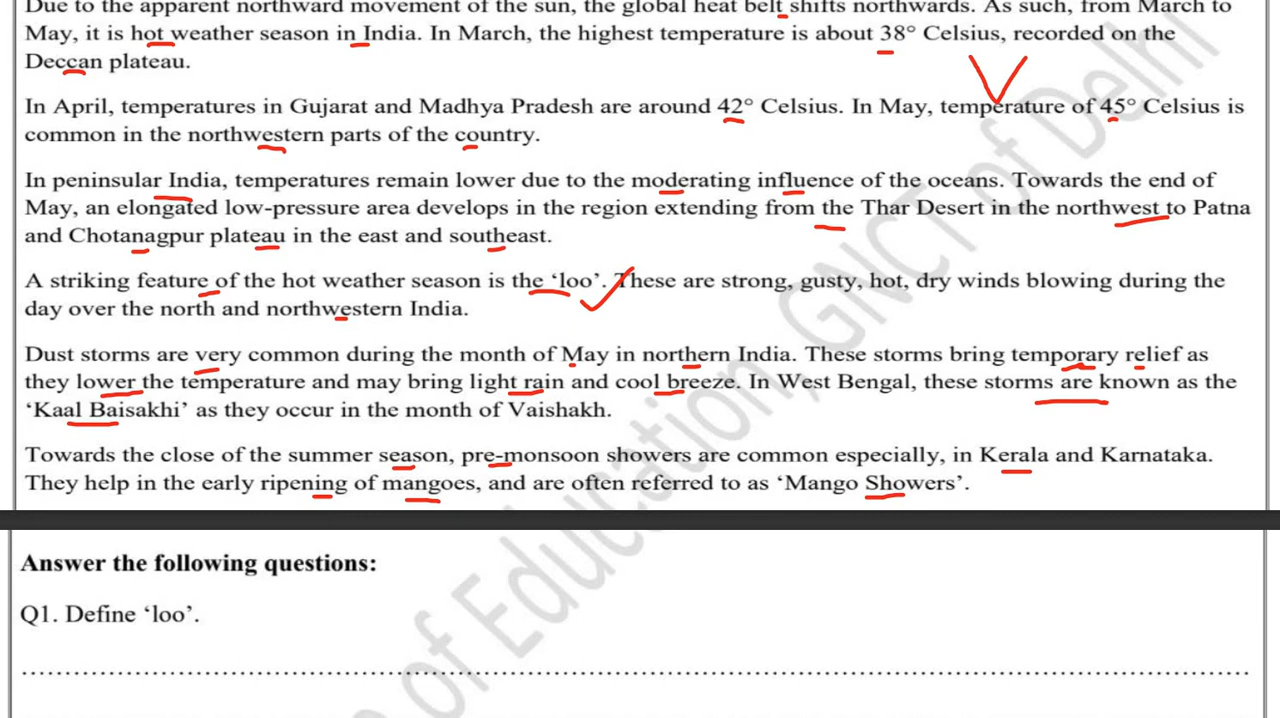 Due to the apparent northward movement of the sun, the global heat belt shifts northwards. As such, from March to
May, it is hot weather season in India. In March, the highest temperature is about 38° Celsius, recorded on the
Deccan plateau.
In April, temperatures in Gujarat and Madhya Pradesh are around 42° Celsius. In May, temperature of 45° Celsius is
common in the northwestern parts of the country.
In peninsular India, temperatures remain lower due to the moderating influence of the oceans. Towards the end of
May, an elongated low-pressure area develops in the region extending from the Thar Desert in the northwest to Patna
and Chotanagpur plateau in the east and southeast.
A striking feature of the hot weather season is the ‘loo’. These are strong, gusty, hot, dry winds blowing during the
day over the north and northwestern India.
Dust storms are very common during the month of May in northern India. These storms bring temporary relief as
they lower the temperature and may bring light rain and cool breeze. In West Bengal, these storms are known as the
‘Kaal Baisakhi’ as they occur in the month of Vaishakh.
Towards the close of the summer season, pre-monsoon showers are common especially, in Kerala and Karnataka.
They help in the early ripening of mangoes, and are often referred to as ‘Mango Showers’.
Answer the following questions:
Q1. Define ‘loo’.
of Education, GNCT of Delhi